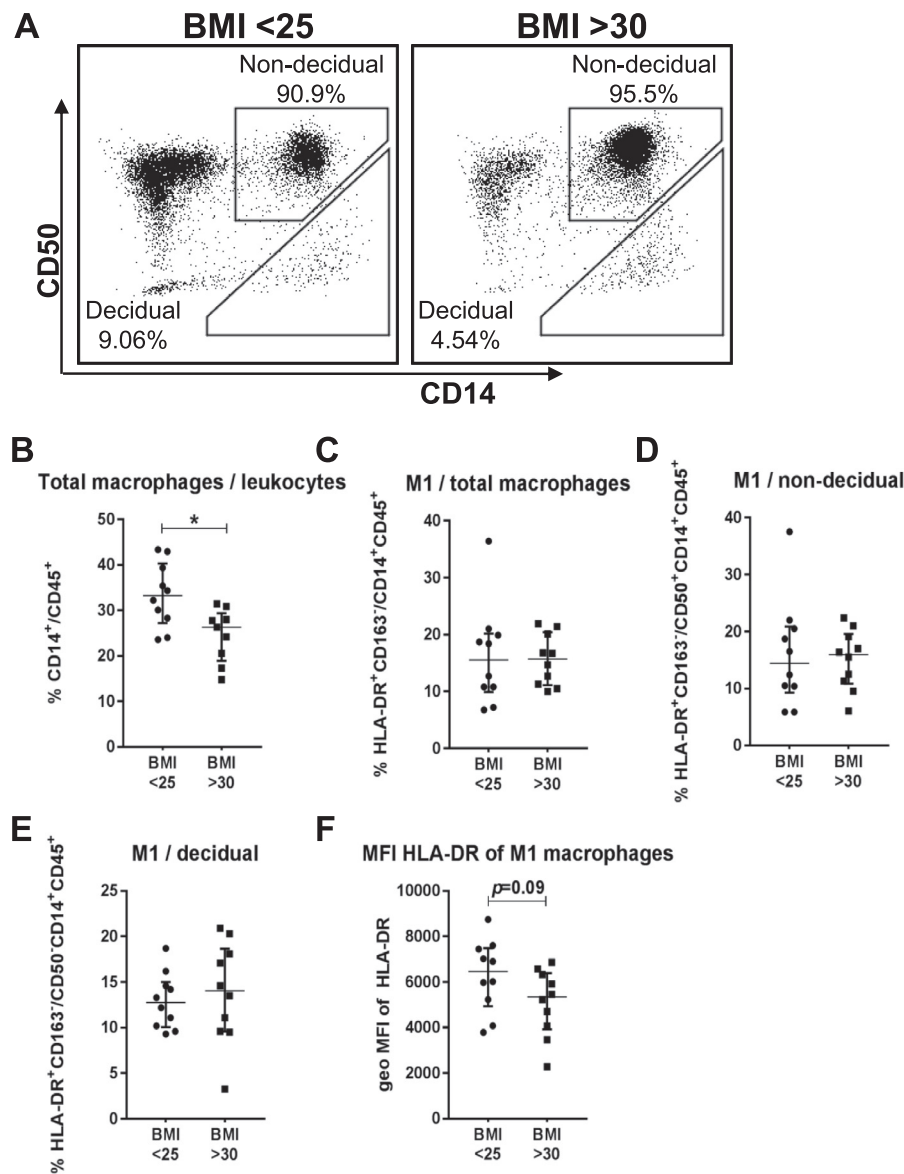 A
BMI <25
BMI >30
Non-decidual
90.9%
Non-decidual
95.5%
CD50
Decidual
9.06%
Decidual
4.54%
CD14
B
Total macrophages / leukocytes
% CD14⁺/CD45⁺
50
40
30
20
10
0
*
BMI
<25
BMI
>30
C
M1 / total macrophages
% HLA-DR⁺CD163⁻/CD14⁺CD45⁺
40
30
20
10
0
BMI
<25
BMI
>30
D
M1 / non-decidual
% HLA-DR⁺CD163⁻/CD50⁺CD14⁺CD45⁺
40
30
20
10
0
BMI
<25
BMI
>30
E
M1 / decidual
% HLA-DR⁺CD163⁻/CD50⁻CD14⁺CD45⁺
25
20
15
10
5
0
BMI
<25
BMI
>30
F
MFI HLA-DR of M1 macrophages
geo MFI of HLA-DR
10000
8000
6000
4000
2000
0
p=0.09
BMI
<25
BMI
>30